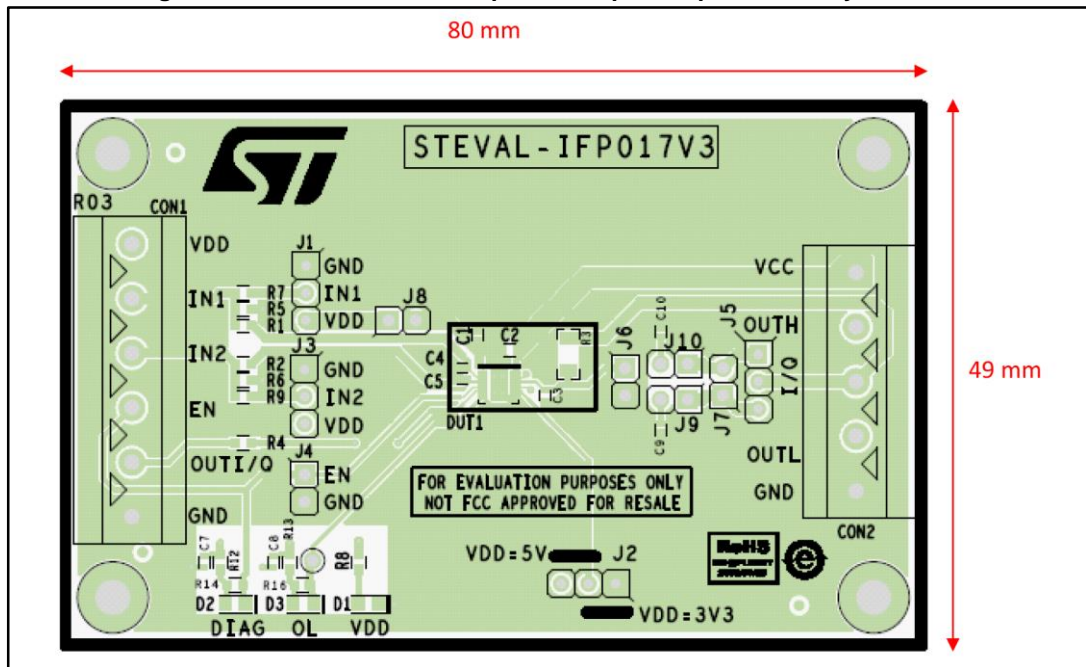 80 mm
49 mm
STEVAL-IFP017V3
R03
CON1
VDD
IN1
IN2
EN
OUTI/Q
GND
J1
GND
IN1
VDD
R7
R5
R1
J3
GND
IN2
VDD
R2
R6
R9
R4
J4
EN
GND
J8
C1
C2
R3
C4
C5
C3
DUT1
J6
C10
J10
J5
J9
J7
C9
VCC
OUTH
I/Q
OUTL
GND
CON2
FOR EVALUATION PURPOSES ONLY
NOT FCC APPROVED FOR RESALE
VDD=5V
J2
VDD=3V3
RoHS
e
C7
R12
C8
R13
R8
R14
R16
D2
D3
D1
DIAG
OL
VDD
ST